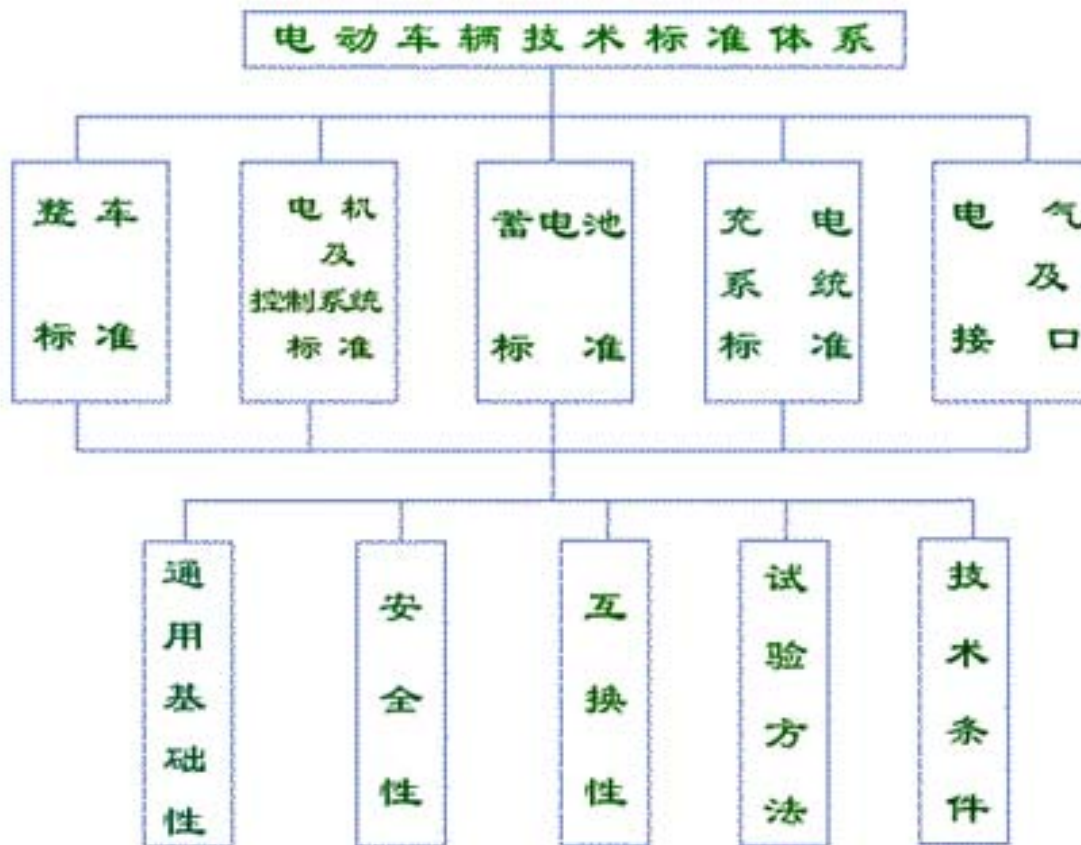 电动车辆技术标准体系
整车
标准
电机
及
控制系统
标准
蓄电池
标准
充电
系统
标准
电气
及
接口
通用基础性
安全性
互换性
试验方法
技术条件